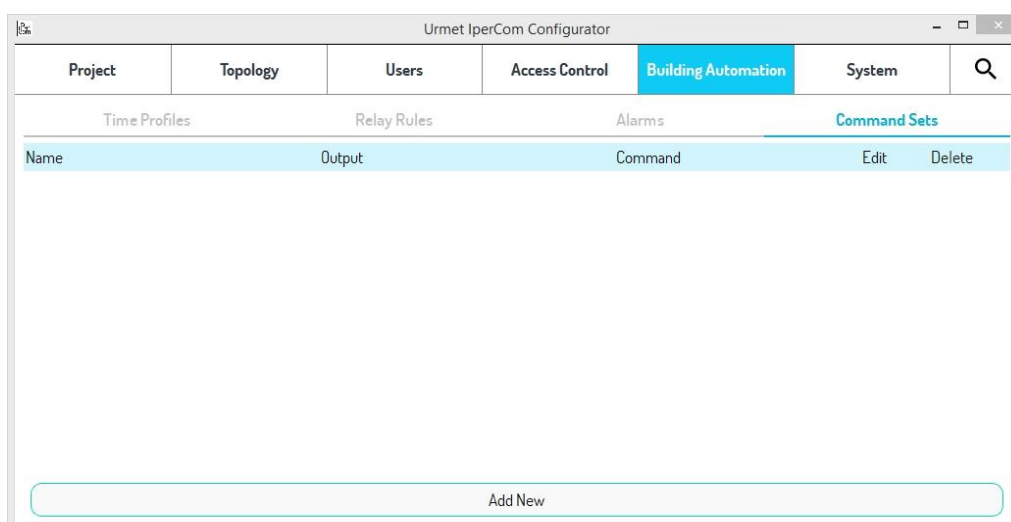 Urmet IperCom Configurator
Project Topology Users Access Control Building Automation System
Time Profiles Relay Rules Alarms Command Sets
Name Output Command Edit Delete
Add New